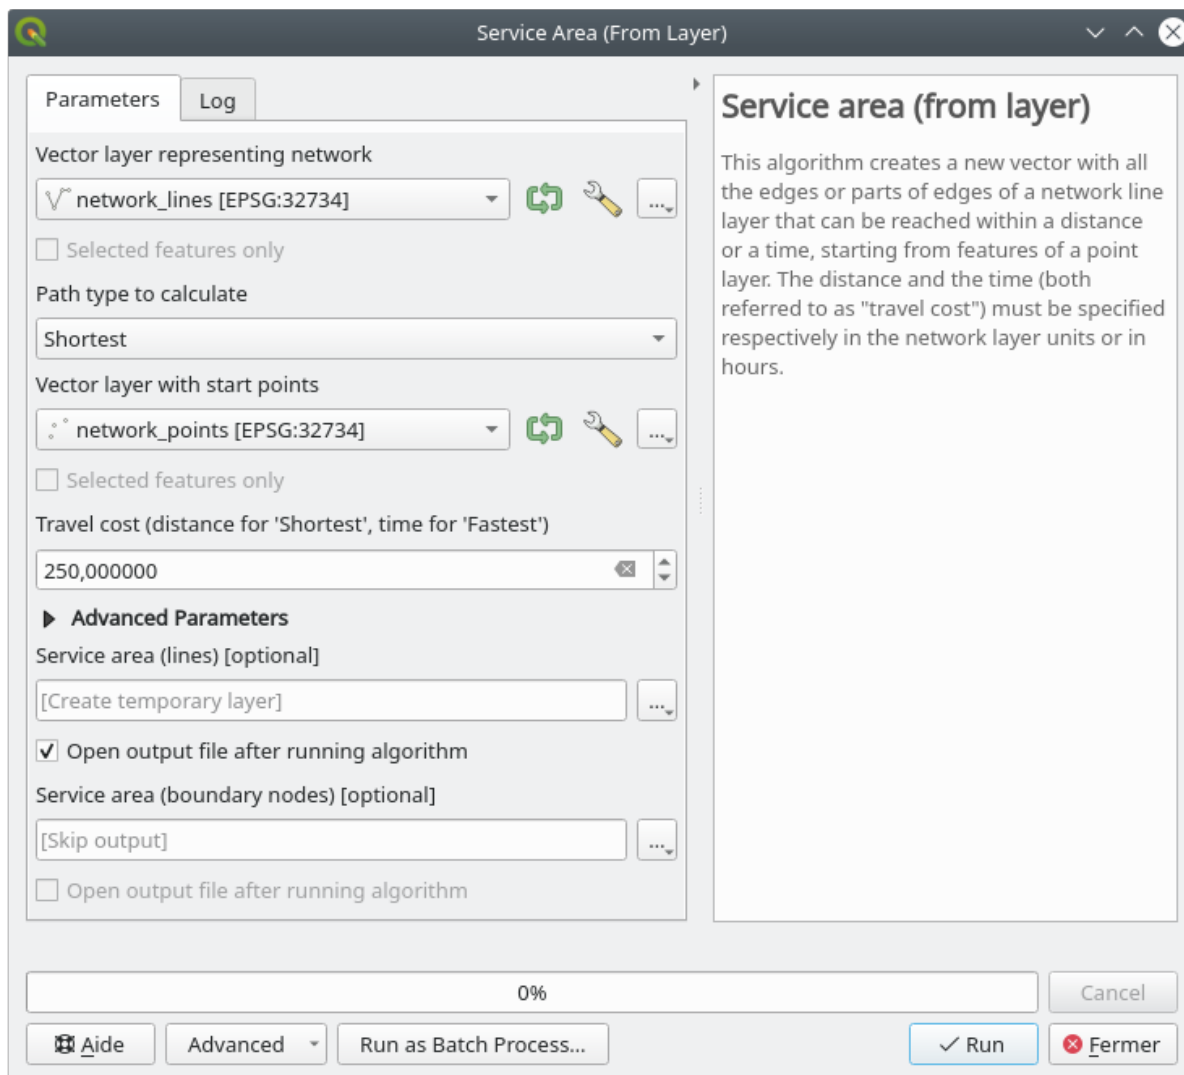 Service Area (From Layer)
Parameters
Log
Vector layer representing network
network_lines [EPSG:32734]
...
Selected features only
Path type to calculate
Shortest
Vector layer with start points
network_points [EPSG:32734]
...
Selected features only
Travel cost (distance for 'Shortest', time for 'Fastest')
250,000000
Advanced Parameters
Service area (lines) [optional]
[Create temporary layer]
...
Open output file after running algorithm
Service area (boundary nodes) [optional]
[Skip output]
...
Open output file after running algorithm
Service area (from layer)
This algorithm creates a new vector with all
the edges or parts of edges of a network line
layer that can be reached within a distance
or a time, starting from features of a point
layer. The distance and the time (both
referred to as "travel cost") must be specified
respectively in the network layer units or in
hours.
0%
Cancel
Aide
Advanced
Run as Batch Process...
Run
Fermer